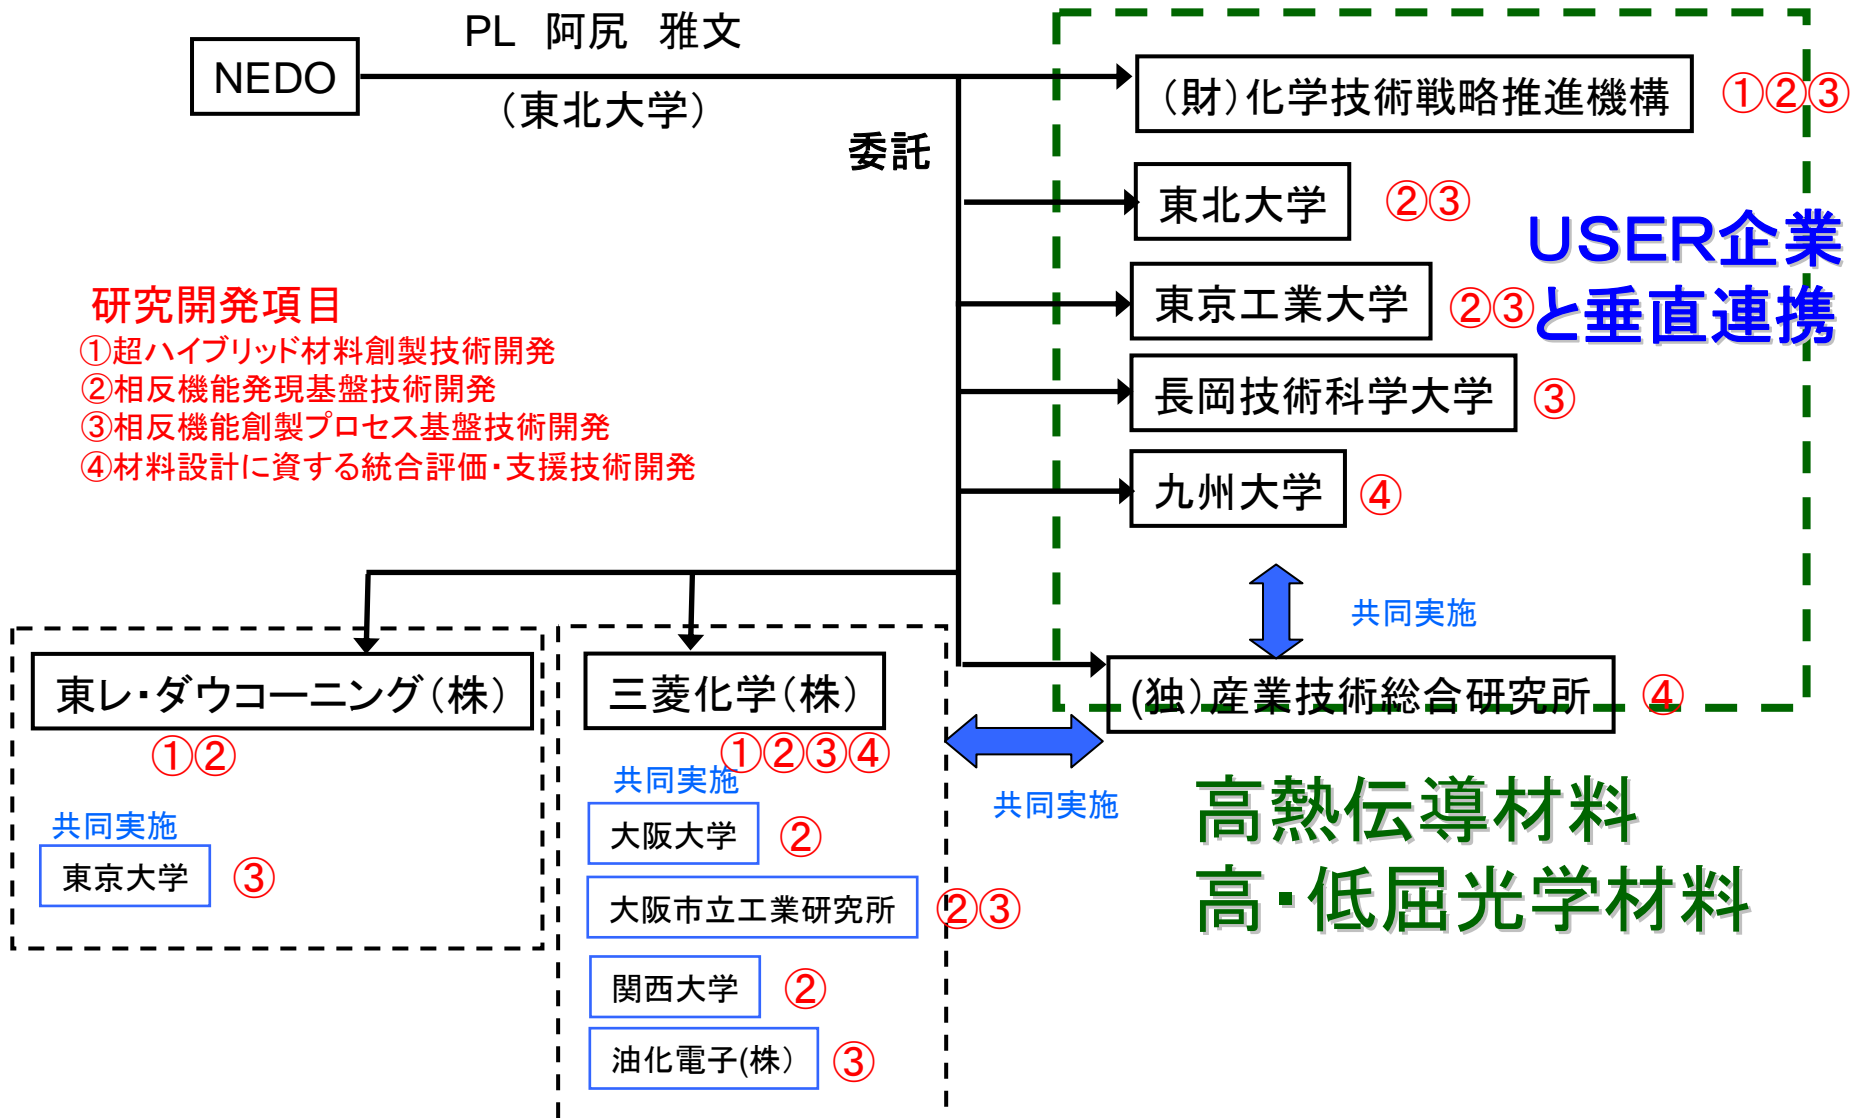 PL 阿尻 雅文
NEDO
（東北大学）
委託
（財）化学技術戦略推進機構
①②③
東北大学
②③
USER企業
と垂直連携
東京工業大学
②③
長岡技術科学大学
③
九州大学
④
研究開発項目
①超ハイブリッド材料創製技術開発
②相反機能発現基盤技術開発
③相反機能創製プロセス基盤技術開発
④材料設計に資する統合評価・支援技術開発
共同実施
(独）産業技術総合研究所
④
東レ・ダウコーニング（株）
①②
共同実施
東京大学
③
三菱化学（株）
①②③④
共同実施
大阪大学
②
大阪市立工業研究所
②③
関西大学
②
油化電子(株）
③
共同実施
高熱伝導材料
高・低屈光学材料